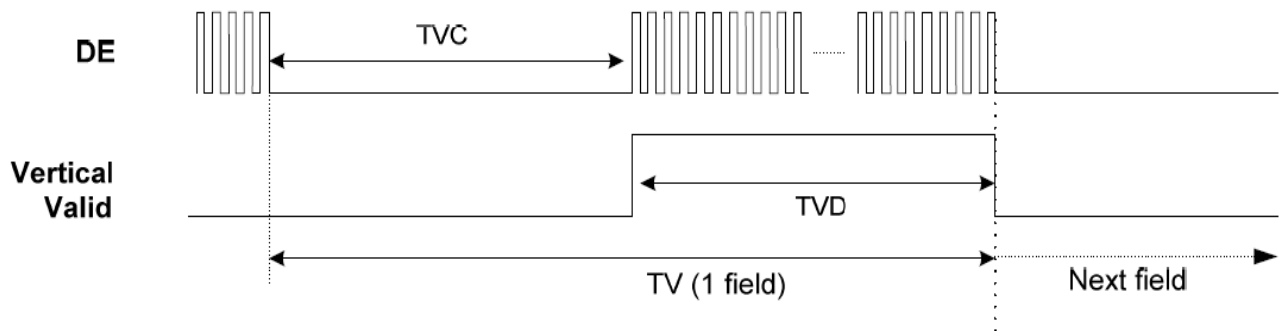 DE
TVC
Vertical
Valid
TVD
TV (1 field)
Next field